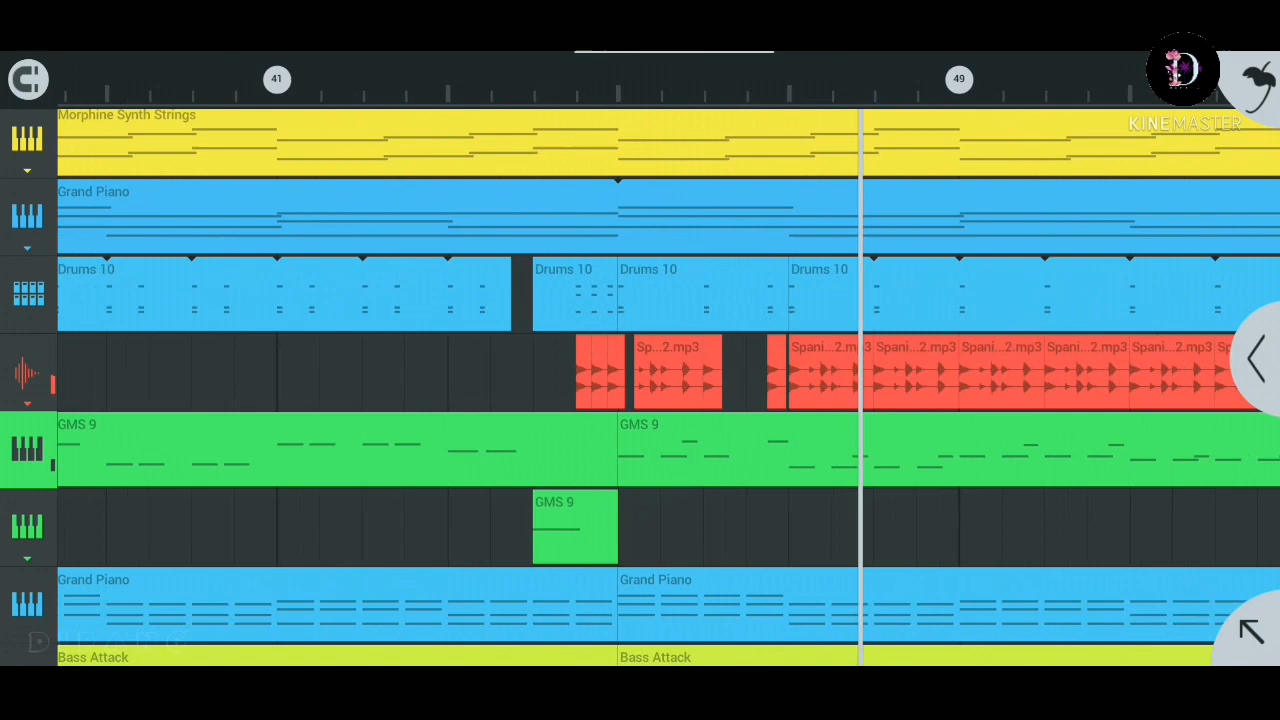 41
49
D
KINEMASTER
Morphine Synth Strings
Grand Piano
Drums 10
Drums 10
Drums 10
Drums 10
Sp...2.mp3
Spani...2.mp3
Spani...2.mp3
Spani...2.mp3
Spani...2.mp3
Spani...2.mp3
GMS 9
GMS 9
GMS 9
Grand Piano
Grand Piano
Bass Attack
Bass Attack